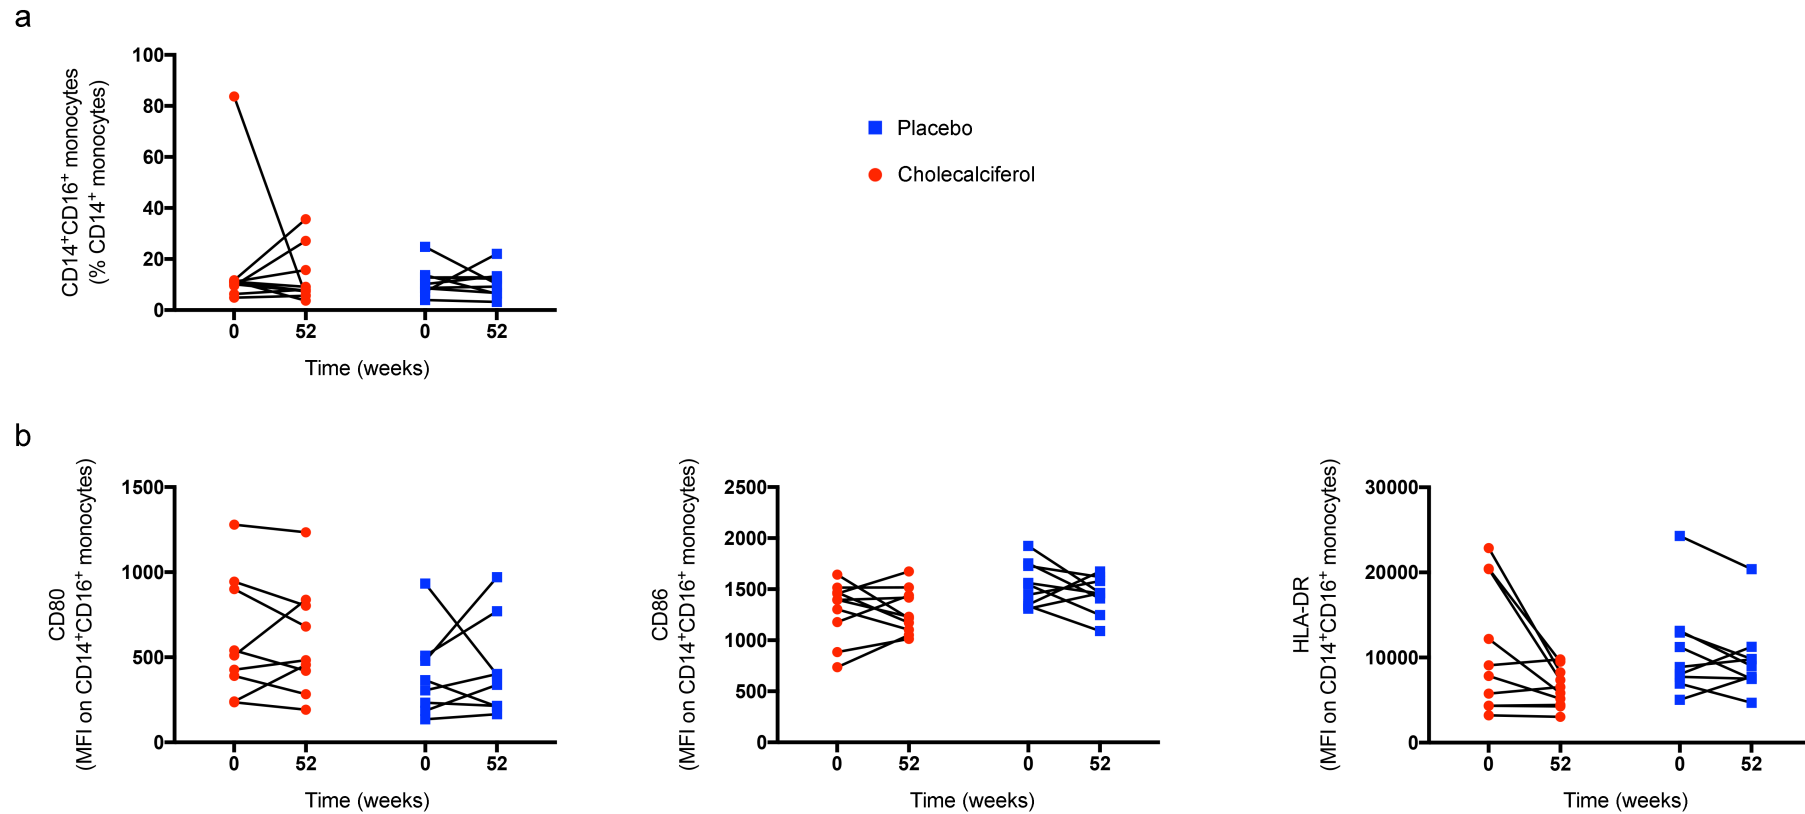 a
CD14⁺CD16⁺ monocytes
(% CD14⁺ monocytes)
100
80
60
40
20
0
0 52 0 52
Time (weeks)
Placebo
Cholecalciferol
b
CD80
(MFI on CD14⁺CD16⁺ monocytes)
1500
1000
500
0
0 52 0 52
Time (weeks)
CD86
(MFI on CD14⁺CD16⁺ monocytes)
2500
2000
1500
1000
500
0
0 52 0 52
Time (weeks)
HLA-DR
(MFI on CD14⁺CD16⁺ monocytes)
30000
20000
10000
0
0 52 0 52
Time (weeks)